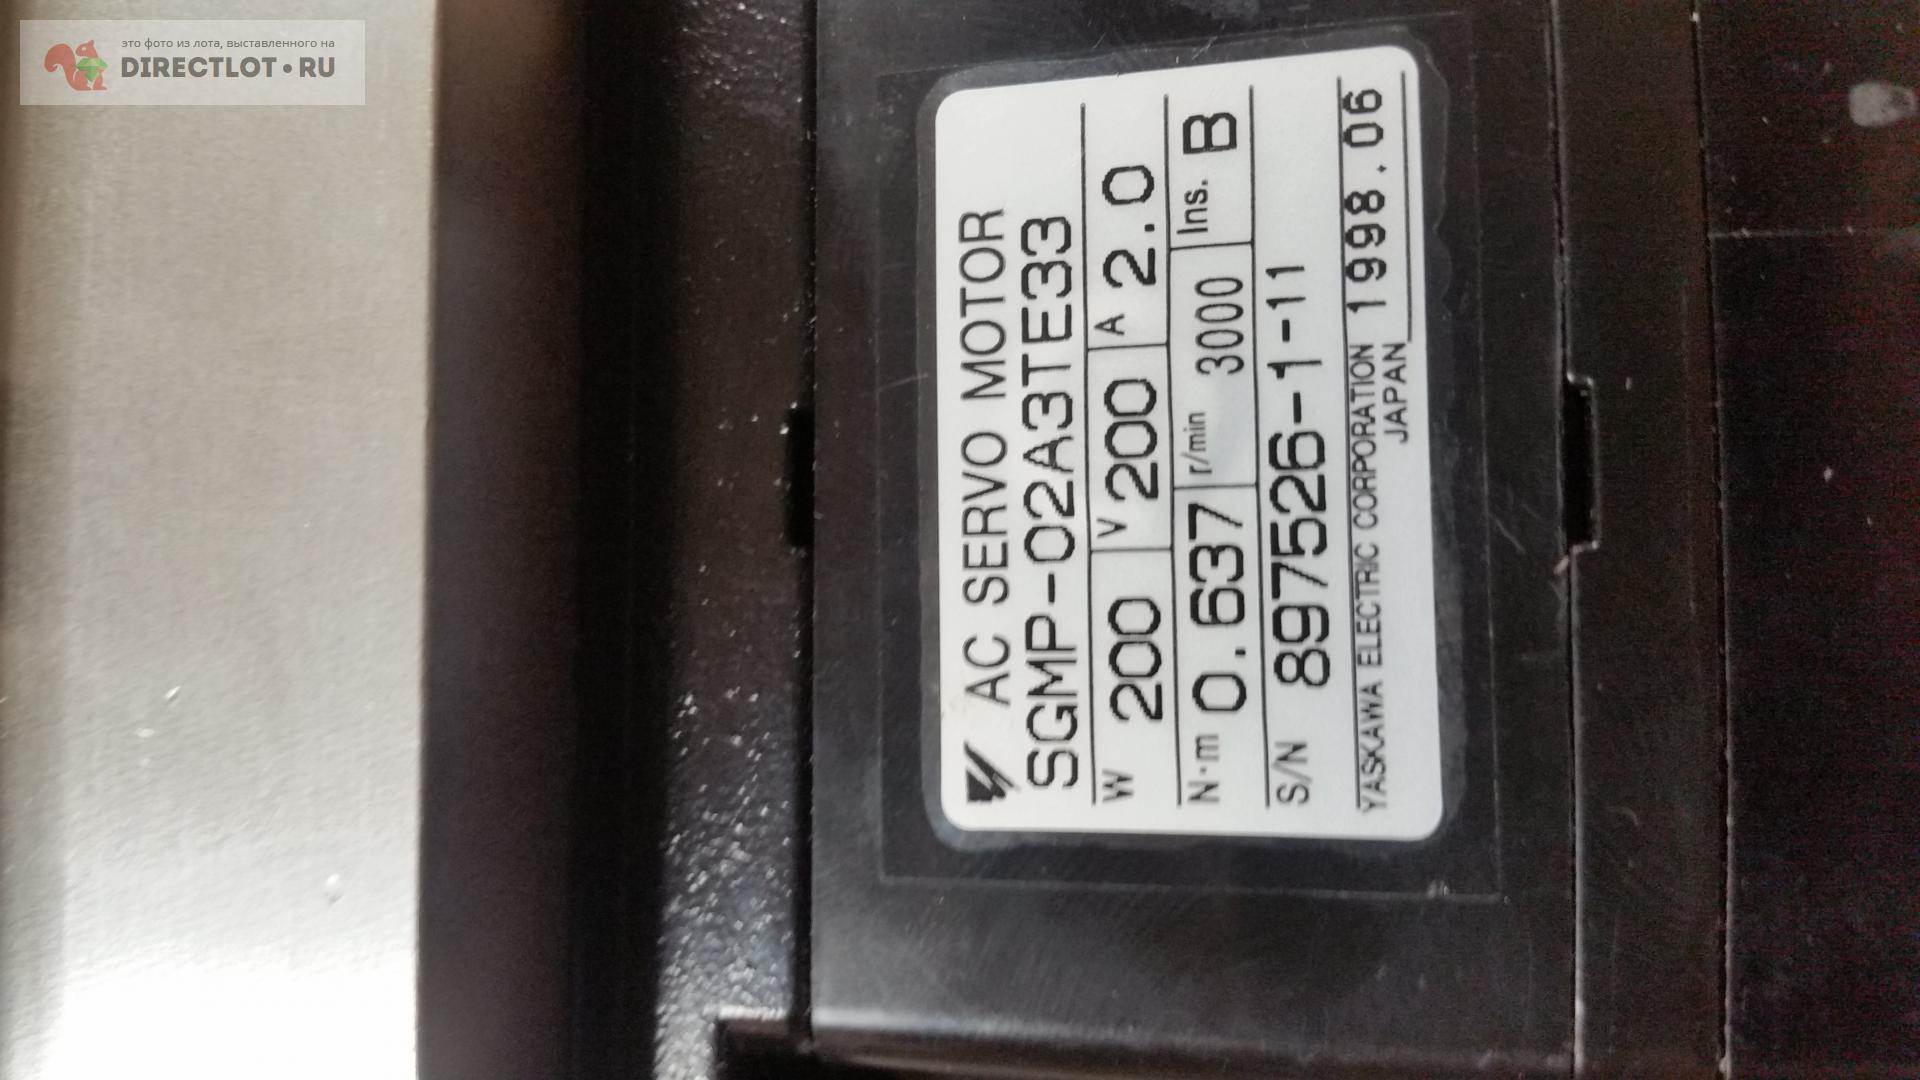 это фото из лота, выставленного на
DIRECTLOT•RU
AC SERVO MOTOR
SGMP-02A3TE33
W 200 V 200 A 2.0
N·m 0.637 r/min 3000 Ins. B
S/N 897526-1-11
YASKAWA ELECTRIC CORPORATION 1998.06
JAPAN